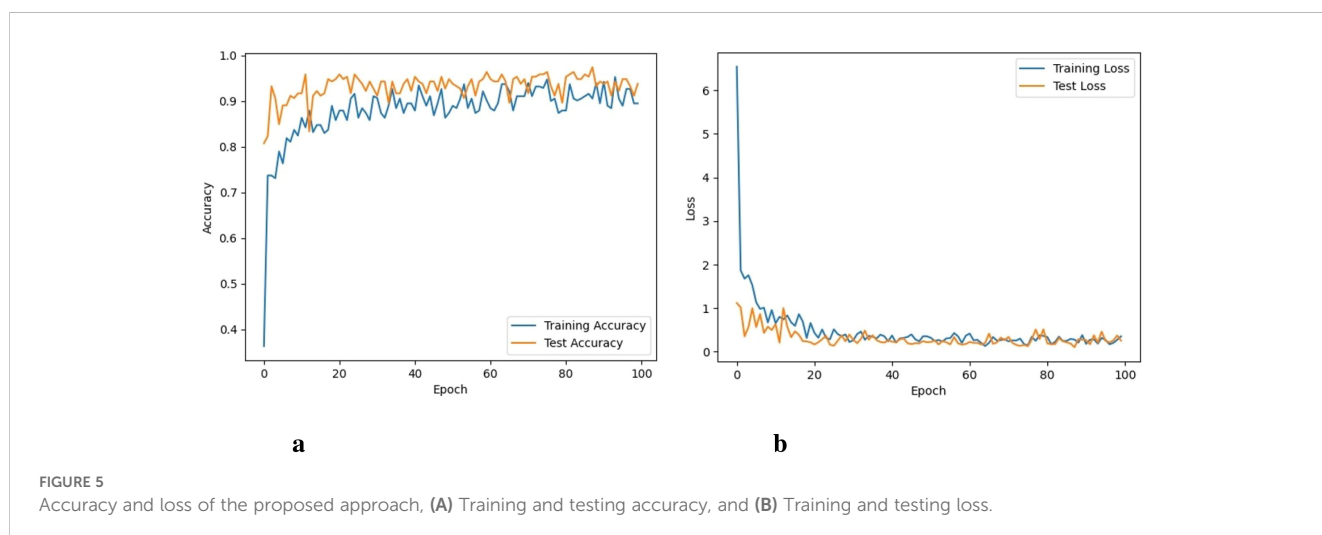 1.0
0.9
0.8
0.7
0.6
0.5
0.4
Accuracy
Training Accuracy
Test Accuracy
0 20 40 60 80 100
Epoch
a
6
5
4
3
2
1
0
Loss
Training Loss
Test Loss
0 20 40 60 80 100
Epoch
b
FIGURE 5
Accuracy and loss of the proposed approach, (A) Training and testing accuracy, and (B) Training and testing loss.